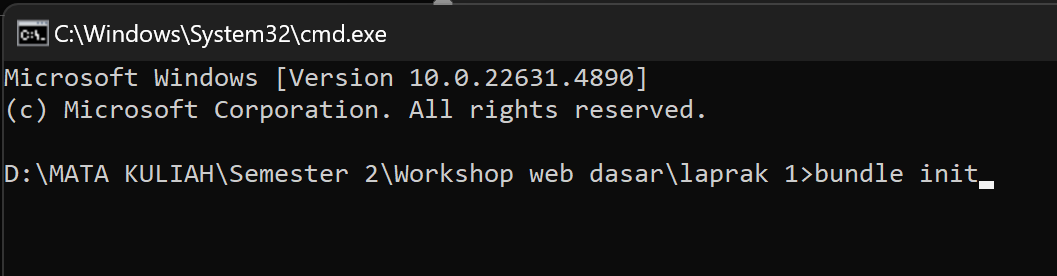 C:\Windows\System32\cmd.exe
Microsoft Windows [Version 10.0.22631.4890]
(c) Microsoft Corporation. All rights reserved.
D:\MATA KULIAH\Semester 2\Workshop web dasar\laprak 1>bundle init